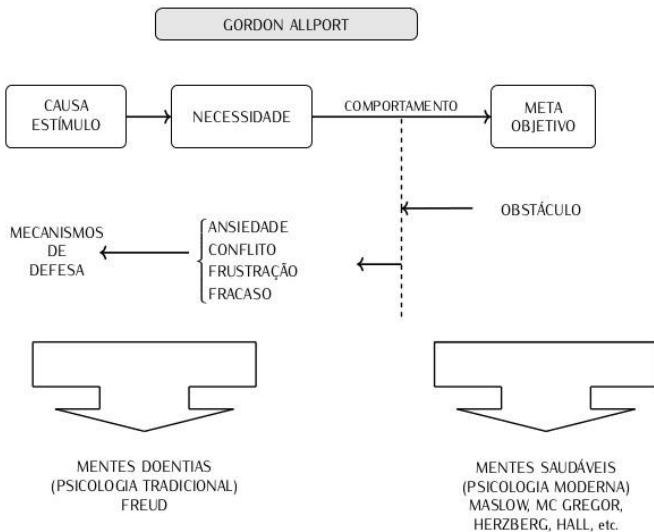 GORDON ALLPORT
CAUSA
ESTÍMULO
NECESSIDADE
COMPORTAMENTO
META
OBJETIVO
OBSTÁCULO
MECANISMOS
DE
DEFESA
ANSIEDADE
CONFLITO
FRUSTRAÇÃO
FRACASO
MENTES DOENTIAS
(PSICOLOGIA TRADICIONAL)
FREUD
MENTES SAUDÁVEIS
(PSICOLOGIA MODERNA)
MASLOW, MC GREGOR,
HERZBERG, HALL, etc.